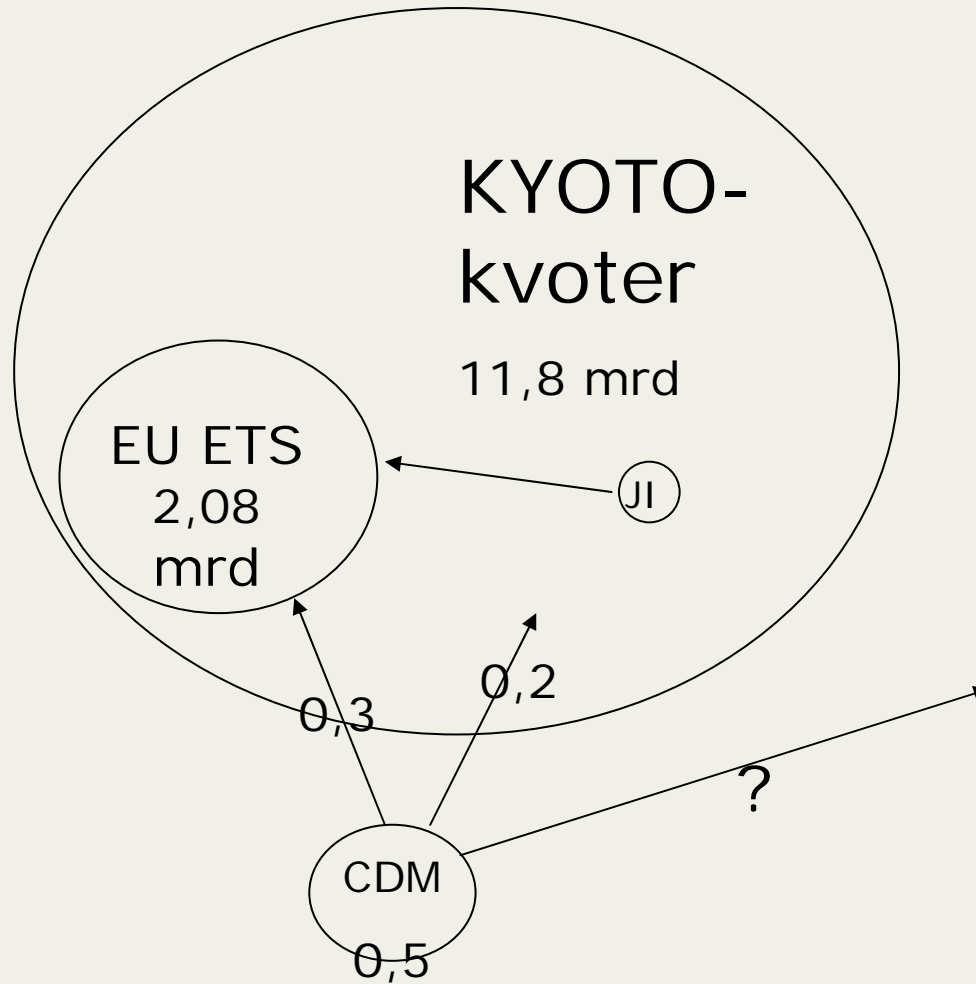 KYOTO-
kvoter
11,8 mrd
EU ETS
2,08
mrd
JI
0,2
0,3
?
CDM
0,5